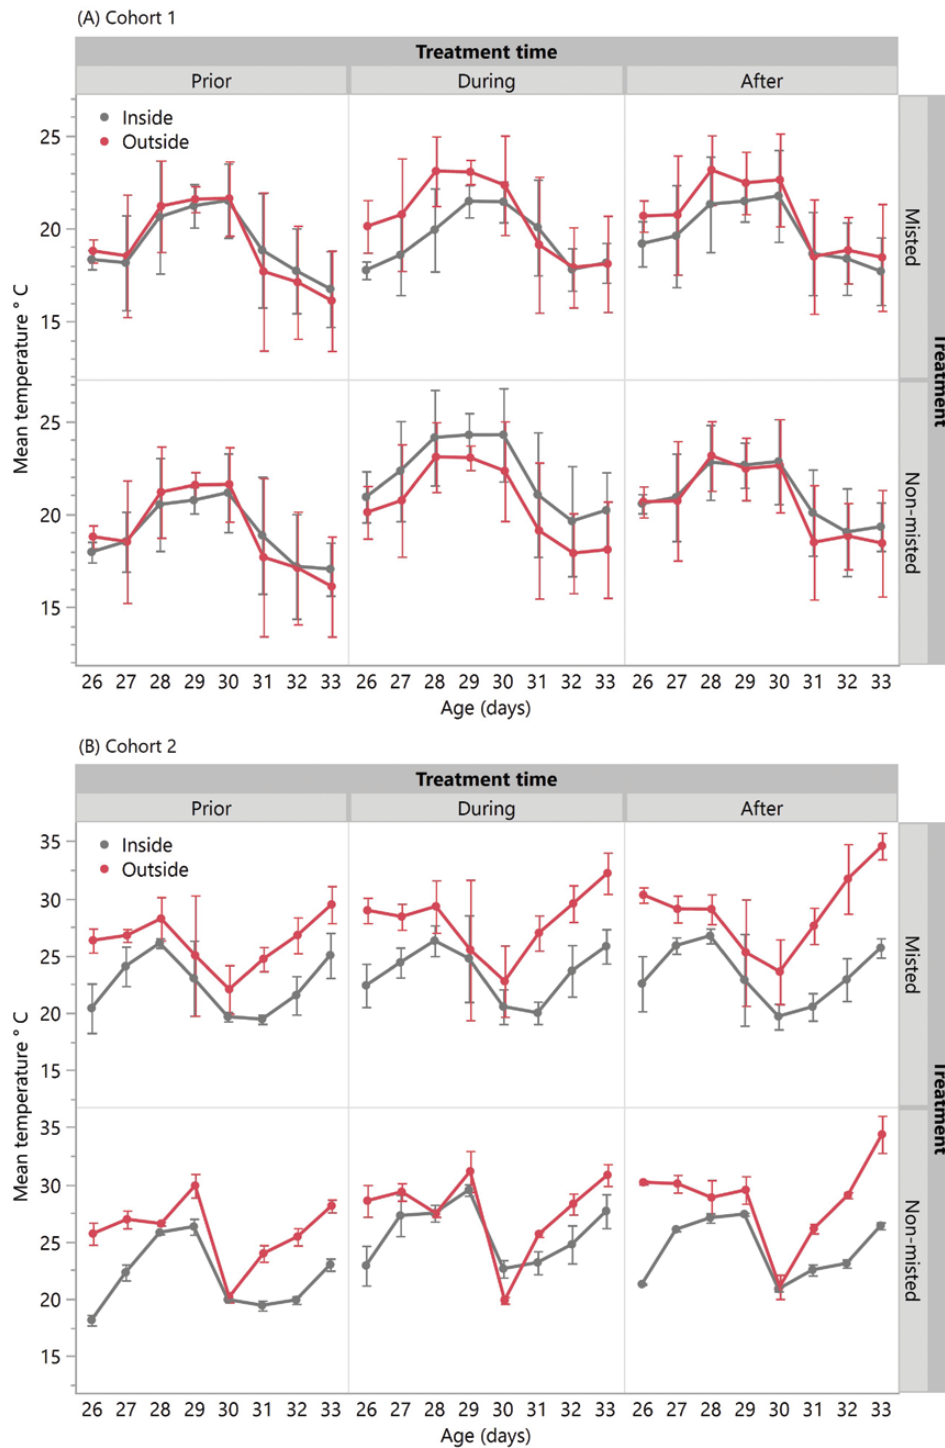 (A) Cohort 1
Treatment time
Prior During After
Inside
Outside
25
20
15
Misted
25
20
15
Non-misted
Treatment
Mean temperature ° C
26 27 28 29 30 31 32 33 26 27 28 29 30 31 32 33 26 27 28 29 30 31 32 33
Age (days)
(B) Cohort 2
Treatment time
Prior During After
Inside
Outside
35
30
25
20
15
Misted
35
30
25
20
15
Non-misted
Treatment
Mean temperature ° C
26 27 28 29 30 31 32 33 26 27 28 29 30 31 32 33 26 27 28 29 30 31 32 33
Age (days)